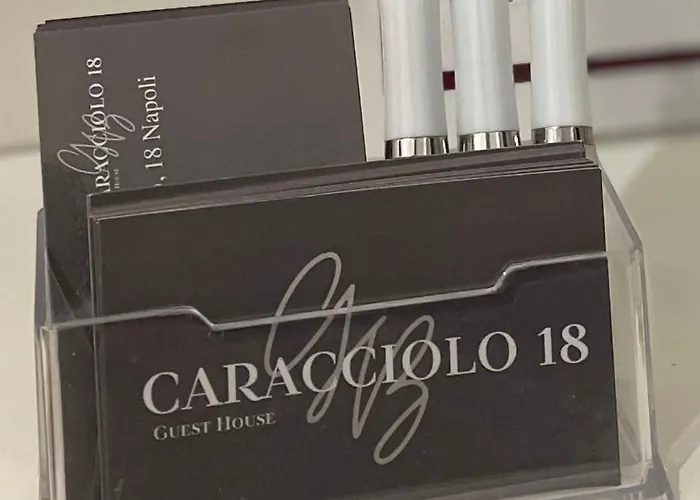 CARACCIOLO 18
, 18 Napoli
CARACCIOLO 18
GUEST HOUSE